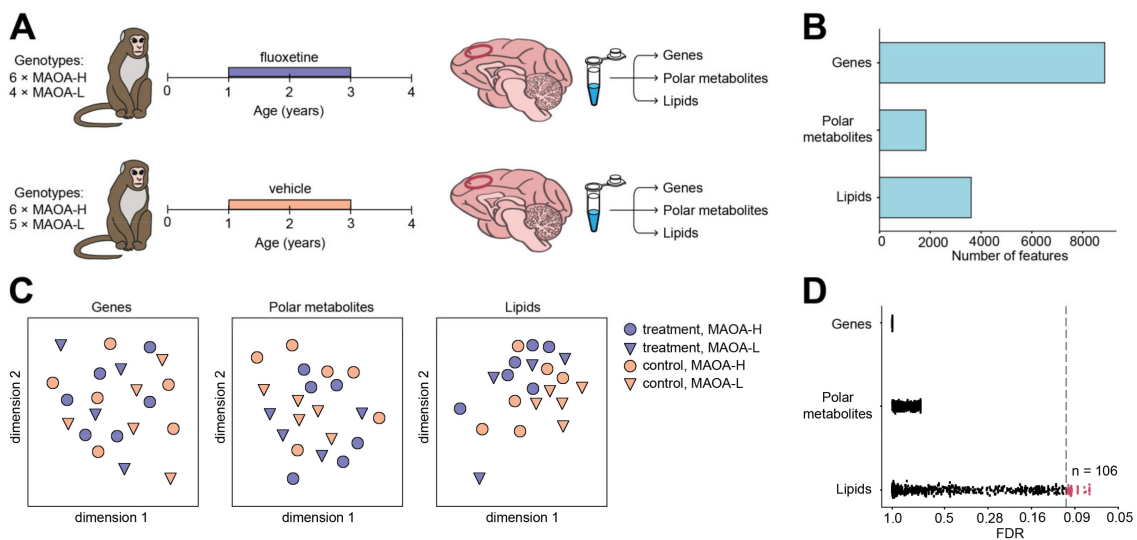 A
Genotypes:
6 × MAOA-H
4 × MAOA-L
fluoxetine
0 1 2 3 4
Age (years)
Genes
Polar metabolites
Lipids
Genotypes:
6 × MAOA-H
5 × MAOA-L
vehicle
0 1 2 3 4
Age (years)
Genes
Polar metabolites
Lipids
B
Genes
Polar
metabolites
Lipids
0 2000 4000 6000 8000
Number of features
C
Genes
dimension 2
dimension 1
Polar metabolites
dimension 2
dimension 1
Lipids
dimension 2
dimension 1
treatment, MAOA-H
treatment, MAOA-L
control, MAOA-H
control, MAOA-L
D
Genes
Polar
metabolites
Lipids
n = 106
1.0 0.5 0.28 0.16 0.09 0.05
FDR